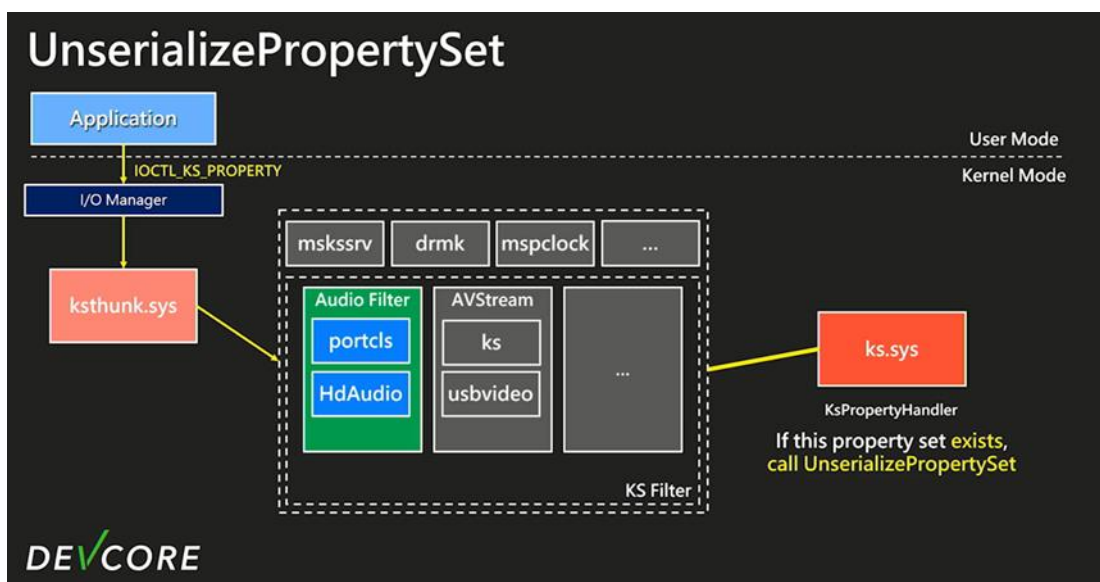 UnserializePropertySet
Application
User Mode
IOCTL_KS_PROPERTY
Kernel Mode
I/O Manager
mskssrv
drmk
mspclock
...
ksthunk.sys
Audio Filter
AVStream
portcls
ks
...
ks.sys
HdAudio
usbvideo
KsPropertyHandler
If this property set exists,
call UnserializePropertySet
KS Filter
DEVCORE